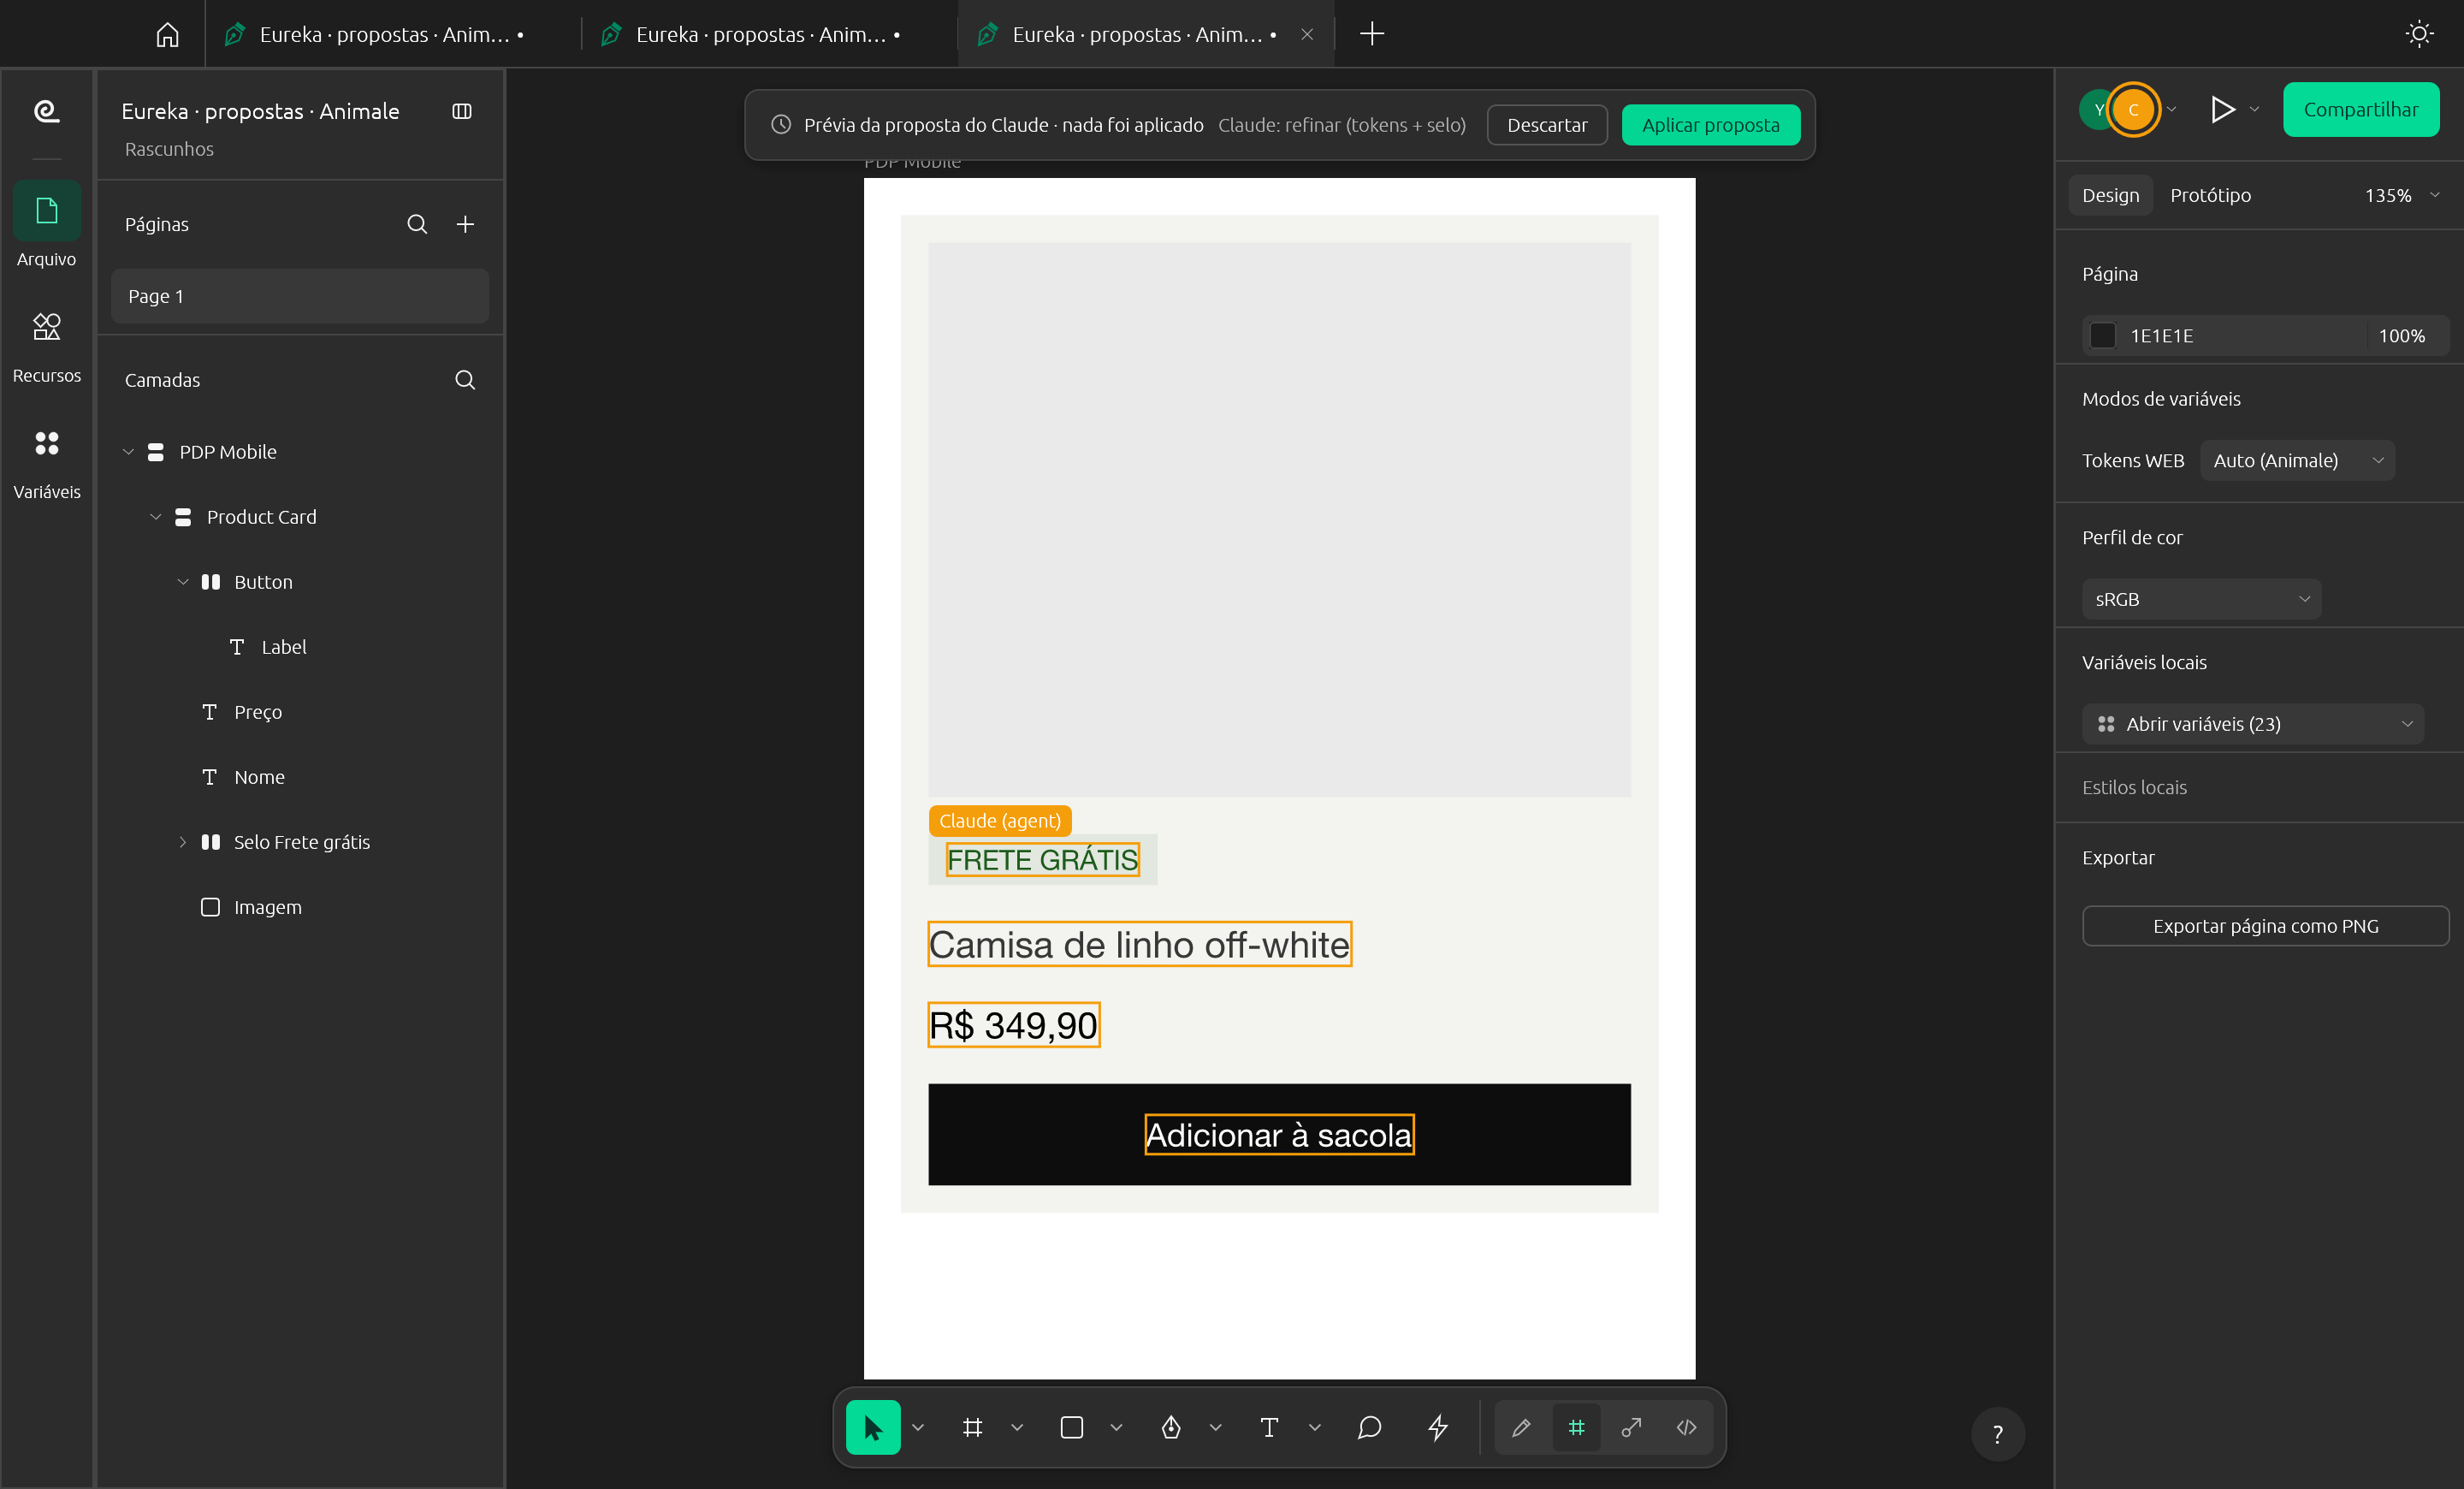 Eureka · propostas · Anim… •
Eureka · propostas · Anim… •
Eureka · propostas · Anim… •
Arquivo
Recursos
Variáveis
Eureka · propostas · Animale
Rascunhos
Páginas
Page 1
Camadas
PDP Mobile
Product Card
Button
Label
Preço
Nome
Selo Frete grátis
Imagem
Prévia da proposta do Claude · nada foi aplicado
Claude: refinar (tokens + selo)
Descartar
Aplicar proposta
PDP Mobile
Claude (agent)
FRETE GRÁTIS
Camisa de linho off-white
R$ 349,90
Adicionar à sacola
Y
C
Compartilhar
Design
Protótipo
135%
Página
1E1E1E
100%
Modos de variáveis
Tokens WEB
Auto (Animale)
Perfil de cor
sRGB
Variáveis locais
Abrir variáveis (23)
Estilos locais
Exportar
Exportar página como PNG
?